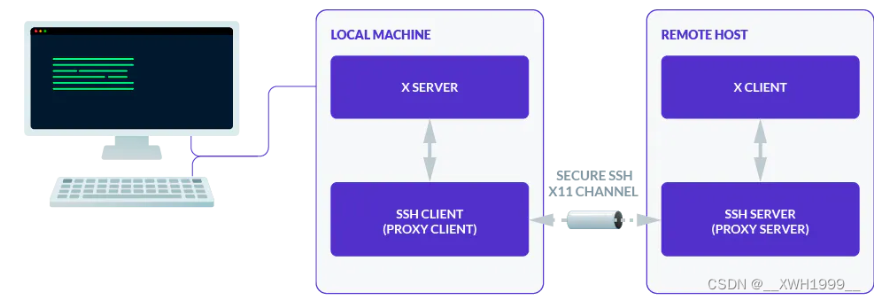 LOCAL MACHINE
X SERVER
SSH CLIENT
(PROXY CLIENT)
SECURE SSH
X11 CHANNEL
REMOTE HOST
X CLIENT
SSH SERVER
(PROXY SERVER)
CSDN @__XWH1999__